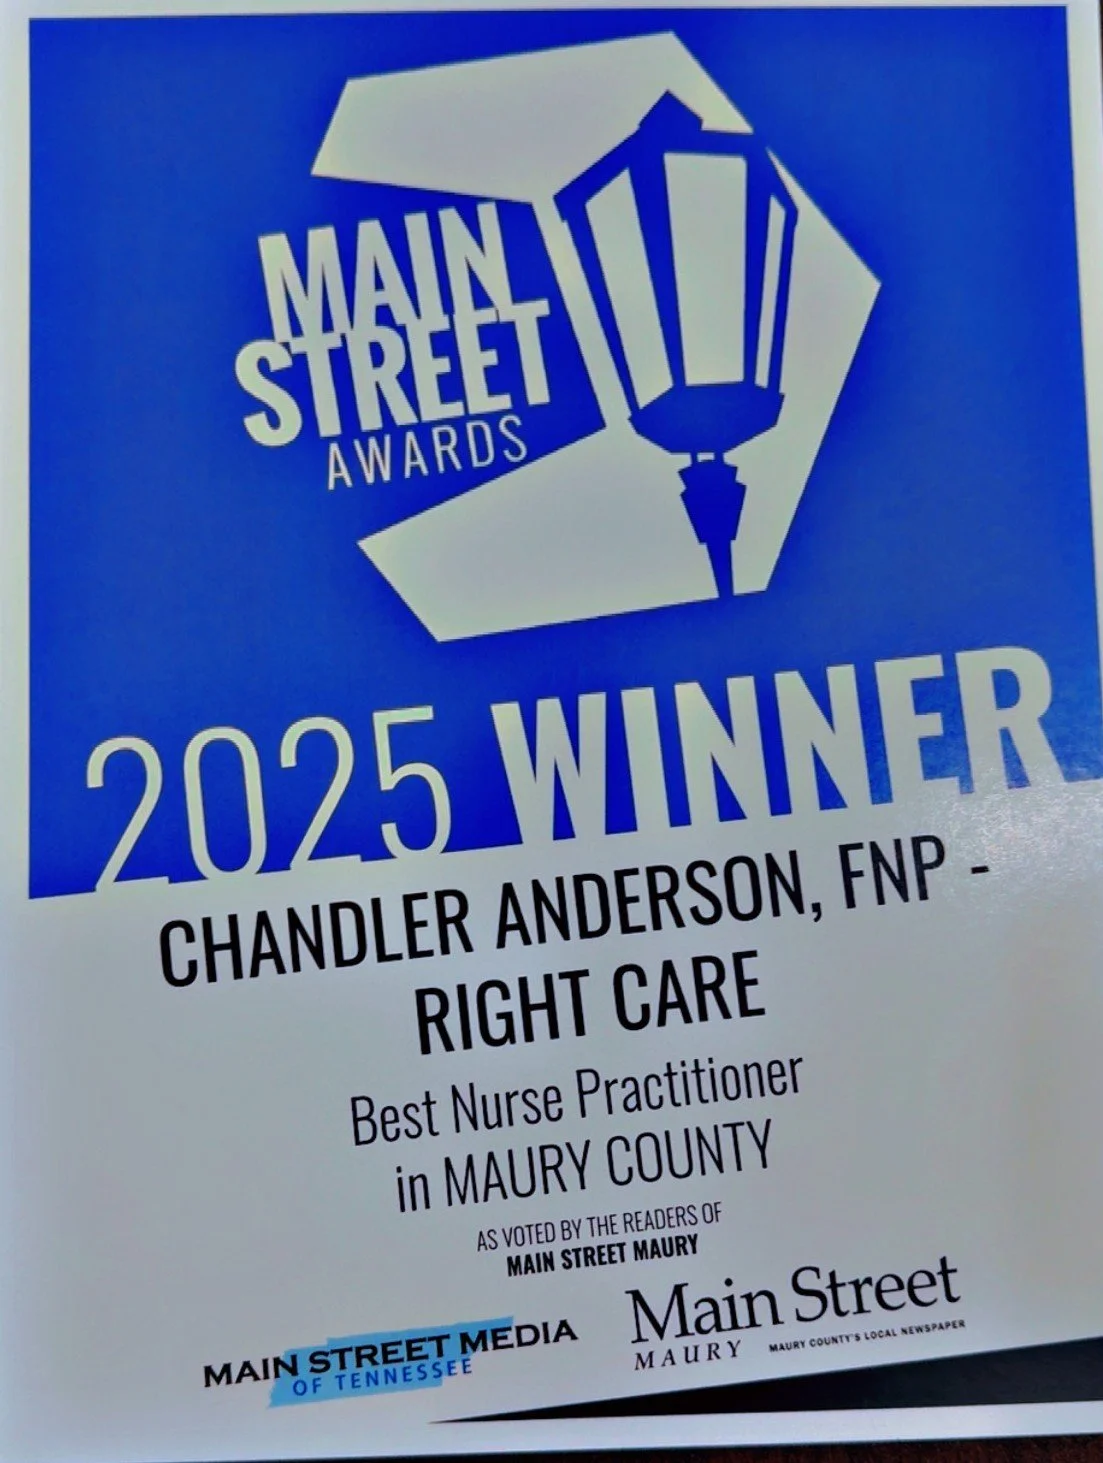 MAIN
STREET
AWARDS
2025 WINNER
CHANDLER ANDERSON, FNP -
RIGHT CARE
Best Nurse Practitioner
in MAURY COUNTY
AS VOTED BY THE READERS OF
MAIN STREET MAURY
MAIN STREET MEDIA
OF TENNESSEE
Main Street
MAURY MAURY COUNTY'S LOCAL NEWSPAPER